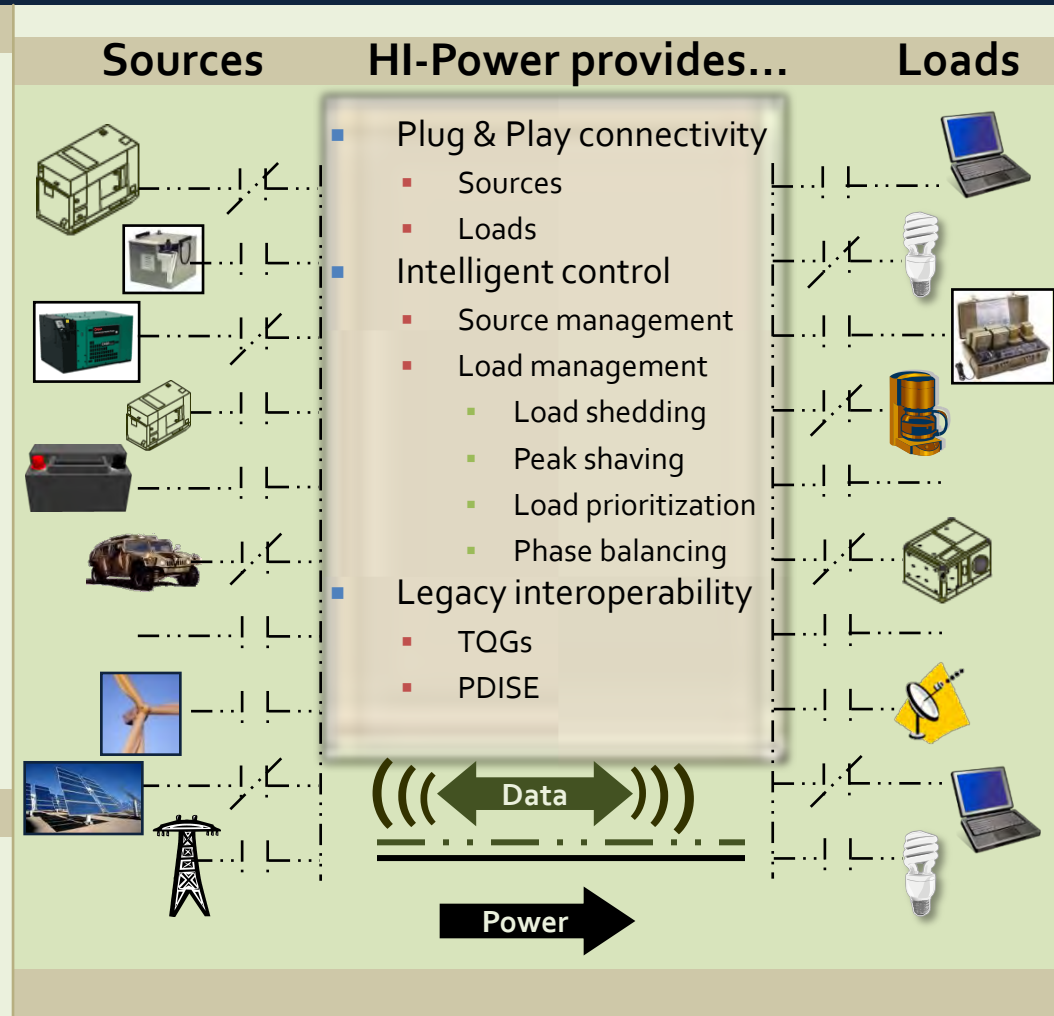 Sources
HI-Power provides…
Loads
Plug & Play connectivity
Sources
Loads
Intelligent control
Source management
Load management
Load shedding
Peak shaving
Load prioritization
Phase balancing
Legacy interoperability
TQGs
PDISE
Data
Power